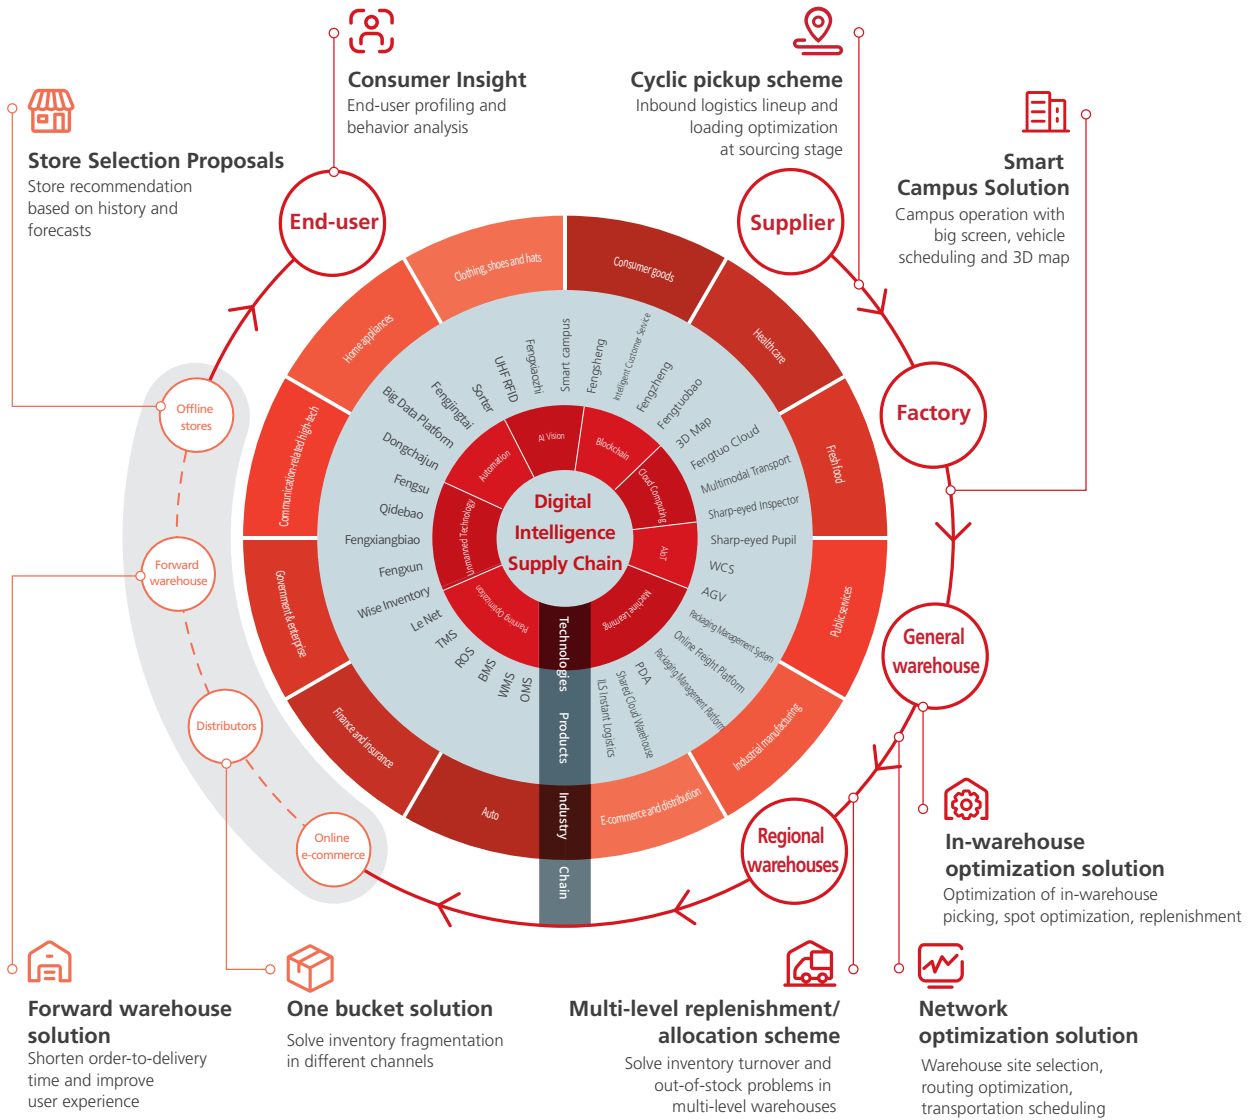 Consumer Insight
End-user profiling and
behavior analysis
Cyclic pickup scheme
Inbound logistics lineup and
loading optimization
at sourcing stage
Store Selection Proposals
Store recommendation
based on history and
forecasts
Smart
Campus Solution
Campus operation with
big screen, vehicle
scheduling and 3D map
End-user
Supplier
Factory
General
warehouse
Regional
warehouses
Online
e-commerce
Distributors
Forward
warehouse
Offline
stores
Consumer goods
Health care
Fresh food
Public services
Industrial manufacturing
E-commerce and distribution
Auto
Finance and insurance
Government & enterprise
Communication-related high-tech
Home appliances
Clothing, shoes and hats
Smart campus
Fengsheng
Intelligent Customer Service
Fengzheng
Fengtuobao
3D Map
Fengtuo Cloud
Multimodal Transport
Sharp-eyed Inspector
Sharp-eyed Pupil
WCS
AGV
Packaging Management System
Online Freight Platform
Packaging Management Platform
PDA
Shared Cloud Warehouse
ILS Instant Logistics
OMS
WMS
BMS
ROS
TMS
Le Net
Wise Inventory
Fengxun
Fengxiangbiao
Qidebao
Fengsu
Dongchajun
Big Data Platform
Fengjingtai
Sorter
UHF RFID
Fengxiaozhi
AI Vision
Blockchain
Cloud Computing
AIoT
Machine Learning
Planning Optimization
Unmanned Technology
Automation
Digital
Intelligence
Supply Chain
Technologies
Products
Industry
Chain
In-warehouse
optimization solution
Optimization of in-warehouse
picking, spot optimization, replenishment
Forward warehouse
solution
Shorten order-to-delivery
time and improve
user experience
One bucket solution
Solve inventory fragmentation
in different channels
Multi-level replenishment/
allocation scheme
Solve inventory turnover and
out-of-stock problems in
multi-level warehouses
Network
optimization solution
Warehouse site selection,
routing optimization,
transportation scheduling